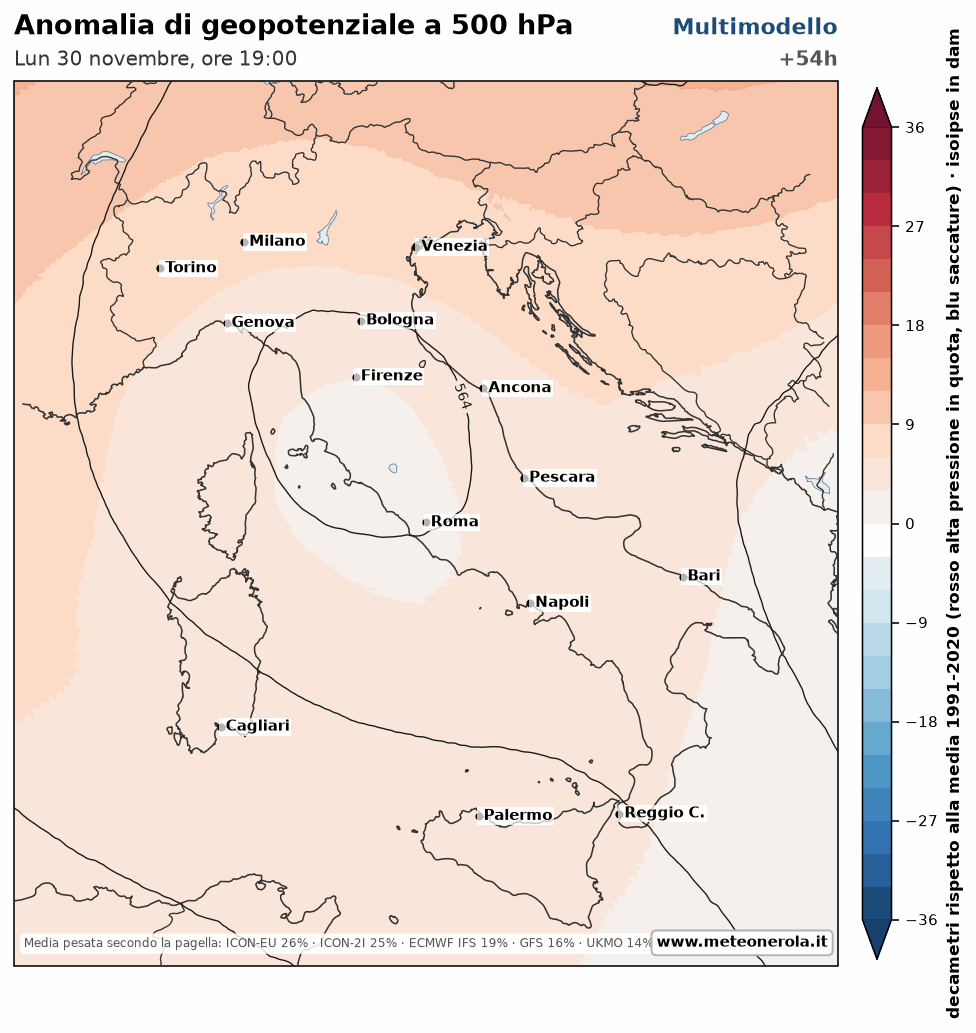 Anomalia di geopotenziale a 500 hPa
Multimodello
Lun 30 novembre, ore 19:00
+54h
36
27
18
9
0
−9
−18
−27
−36
decametri rispetto alla media 1991-2020 (rosso alta pressione in quota, blu saccature) · isoipse in dam
Milano
Venezia
Torino
Genova
Bologna
Firenze
Ancona
564
Pescara
Roma
Bari
Napoli
Cagliari
Palermo
Reggio C.
Media pesata secondo la pagella: ICON-EU 26% · ICON-2I 25% · ECMWF IFS 19% · GFS 16% · UKMO 14%
www.meteonerola.it